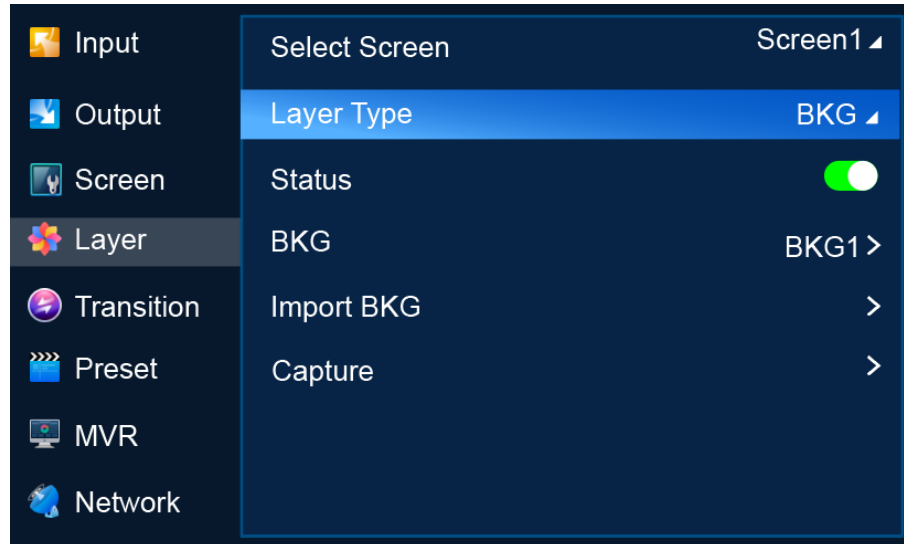 Input
Output
Screen
Layer
Transition
Preset
MVR
Network
Select Screen Screen1
Layer Type BKG
Status
BKG BKG1>
Import BKG >
Capture >